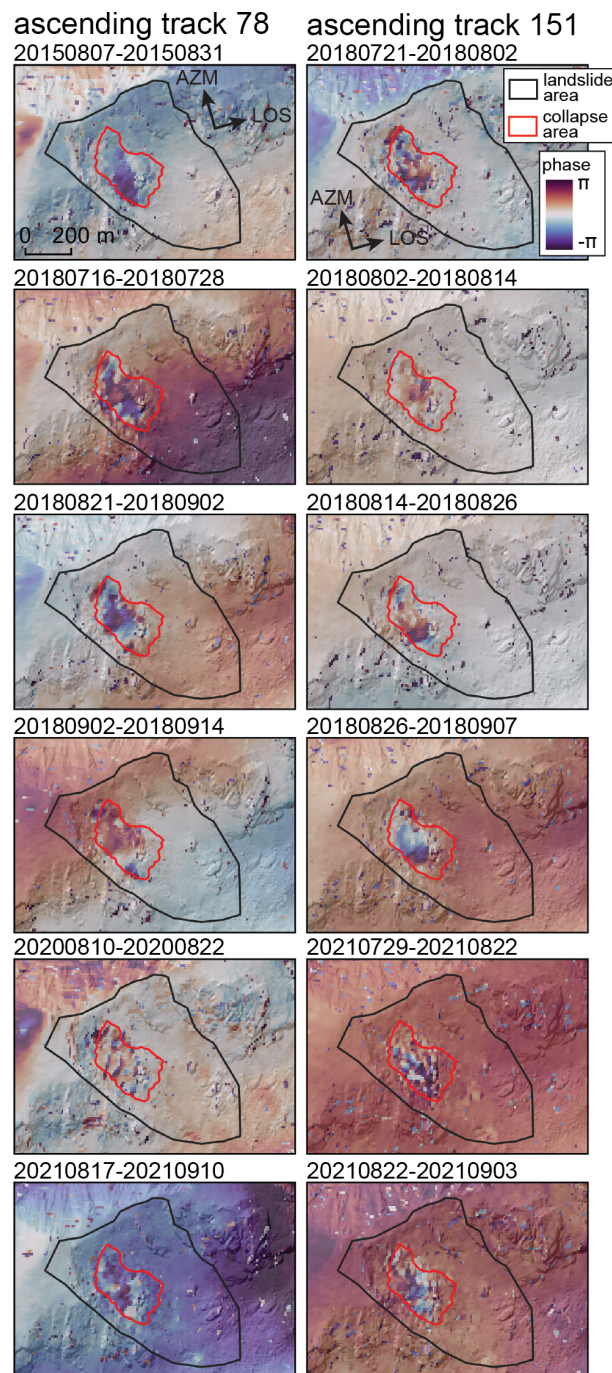 ascending track 78
ascending track 151
20150807-20150831
20180721-20180802
AZM
LOS
0 200 m
AZM
LOS
landslide
area
collapse
area
phase
π
-π
20180716-20180728
20180802-20180814
20180821-20180902
20180814-20180826
20180902-20180914
20180826-20180907
20200810-20200822
20210729-20210822
20210817-20210910
20210822-20210903